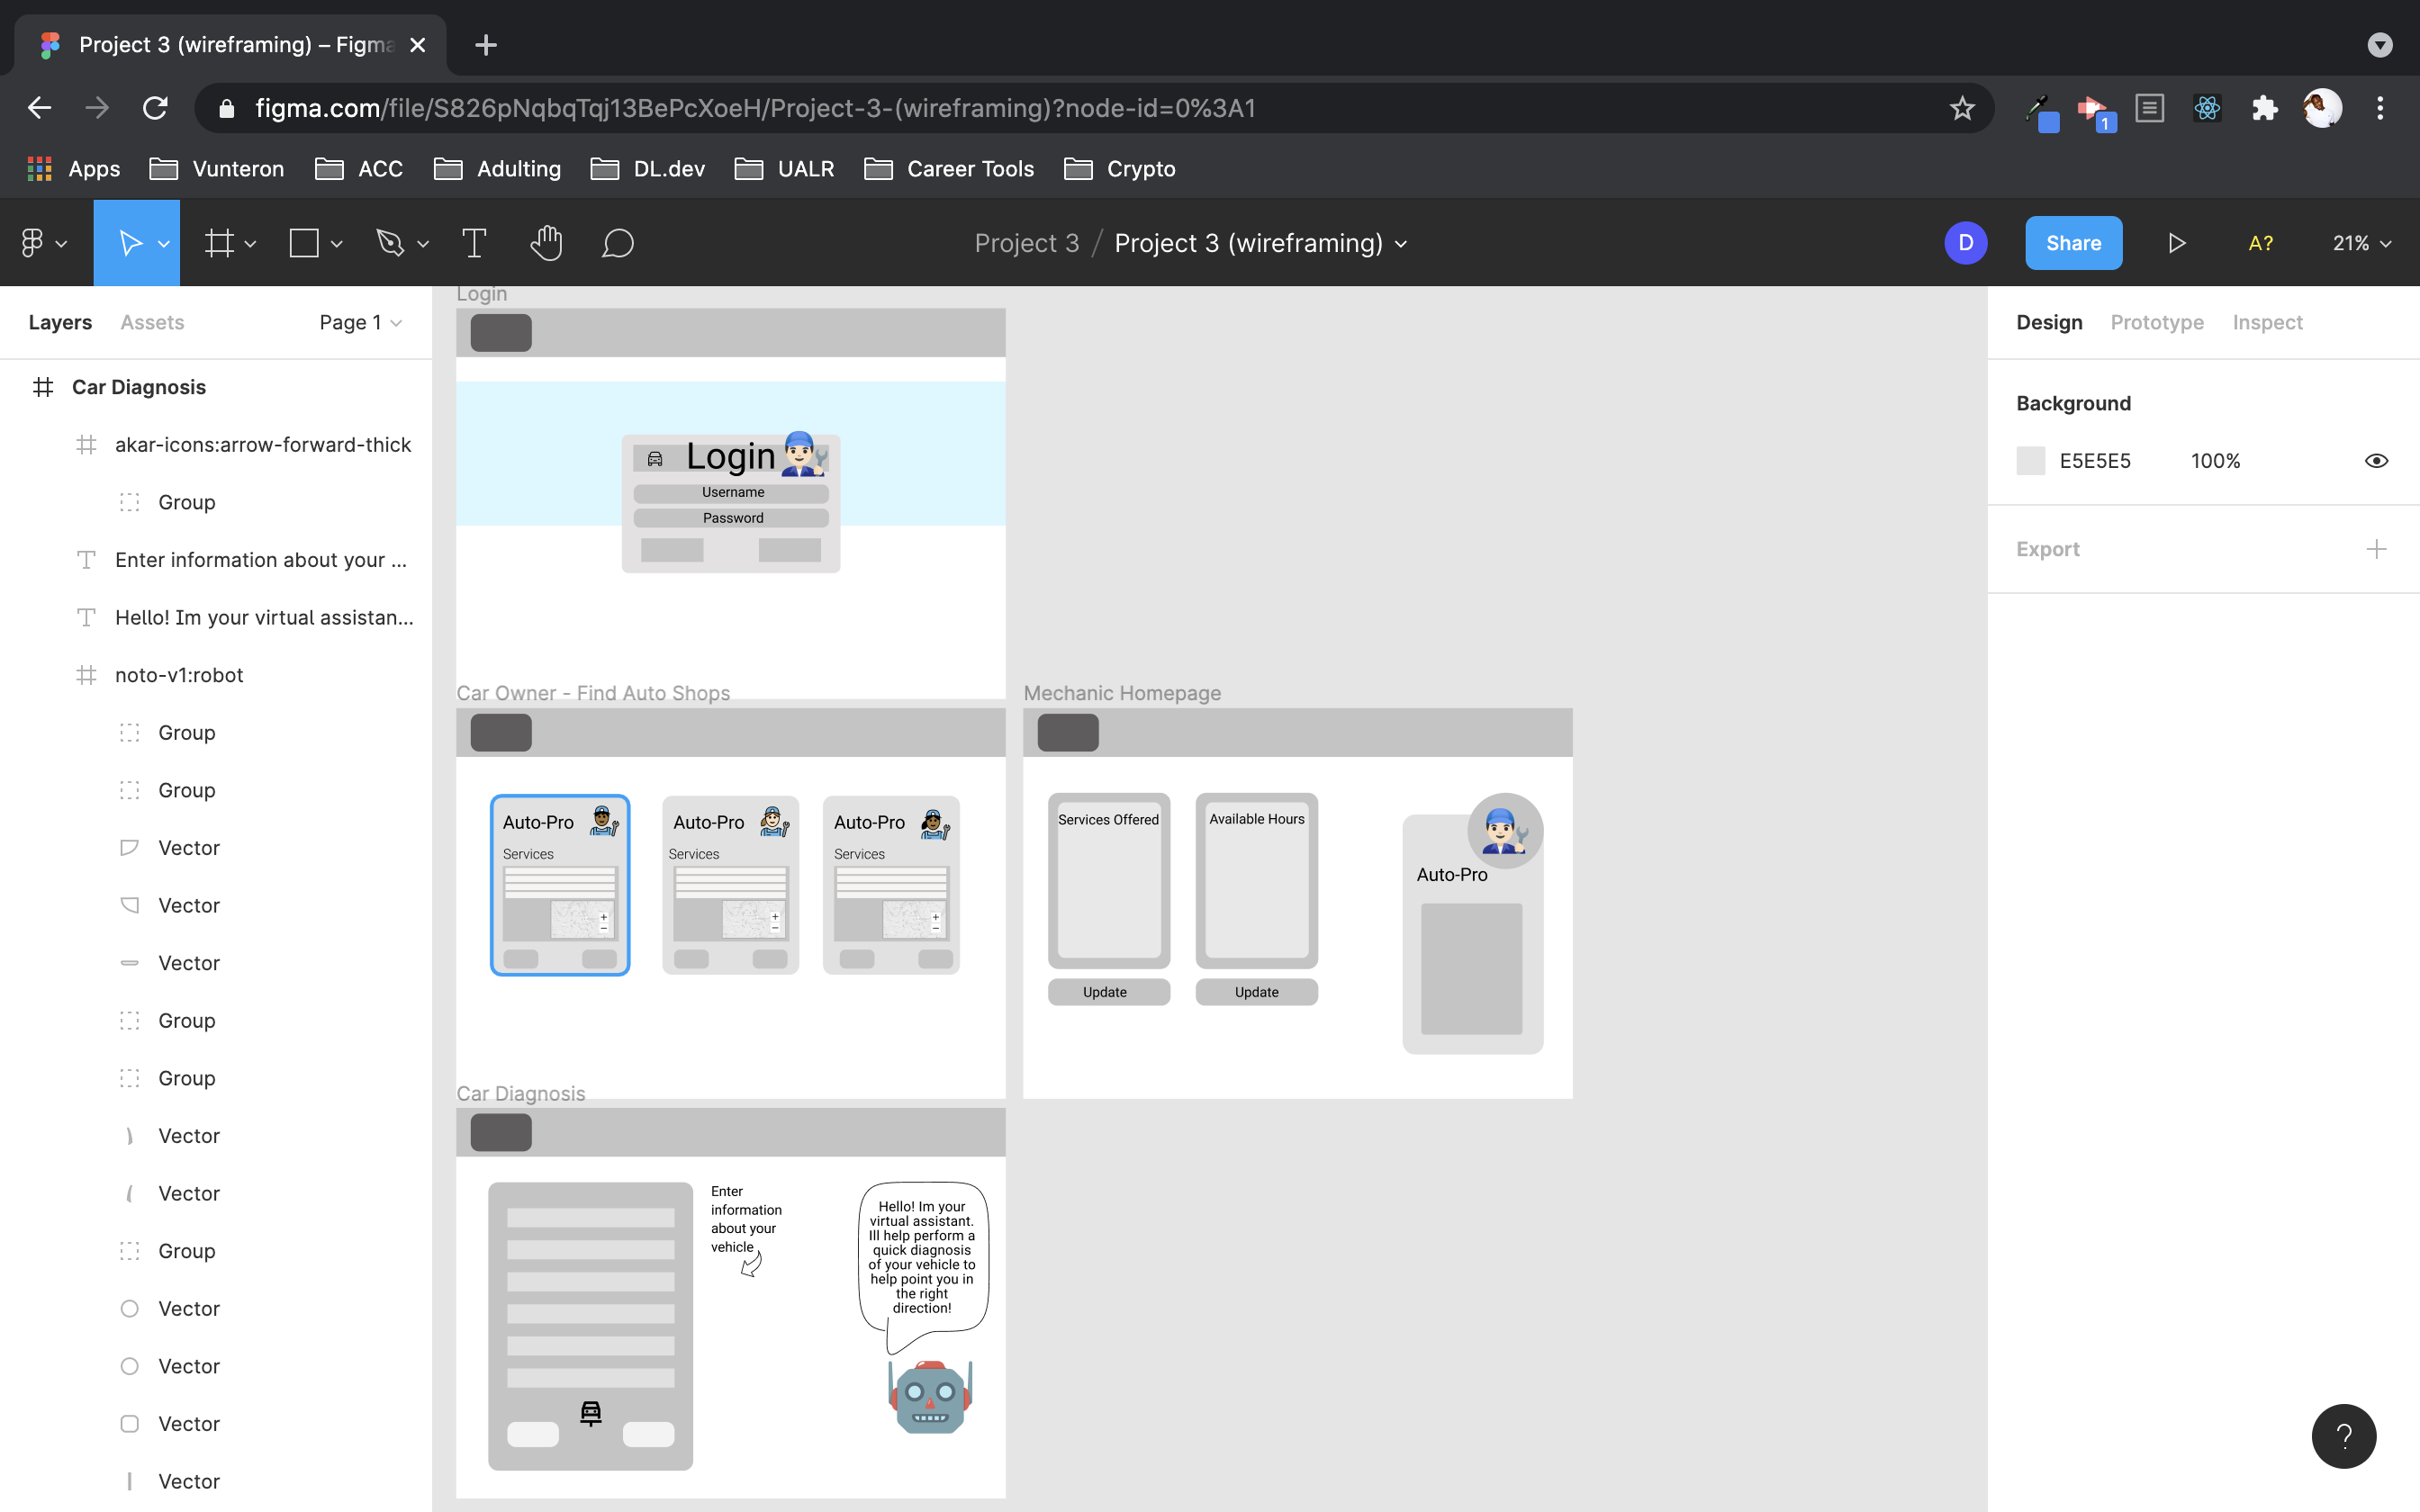 Project 3 (wireframing) – Figma
figma.com/file/S826pNqbqTqj13BePcXoeH/Project-3-(wireframing)?node-id=0%3A1
1
Apps
Vunteron
ACC
Adulting
DL.dev
UALR
Career Tools
Crypto
Project 3 / Project 3 (wireframing)
D
Share
A?
21%
Layers
Assets
Page 1
Car Diagnosis
akar-icons:arrow-forward-thick
Group
Enter information about your ...
Hello! Im your virtual assistan...
noto-v1:robot
Group
Group
Vector
Vector
Vector
Group
Group
Vector
Vector
Group
Vector
Vector
Vector
Vector
Login
Login
Username
Password
Car Owner - Find Auto Shops
Auto-Pro
Services
+
−
Auto-Pro
Services
+
−
Auto-Pro
Services
+
−
Mechanic Homepage
Services Offered
Update
Available Hours
Update
Auto-Pro
Car Diagnosis
Enter
information
about your
vehicle
Hello! Im your
virtual assistant.
Ill help perform a
quick diagnosis
of your vehicle to
help point you in
the right
direction!
Design
Prototype
Inspect
Background
E5E5E5
100%
Export
?